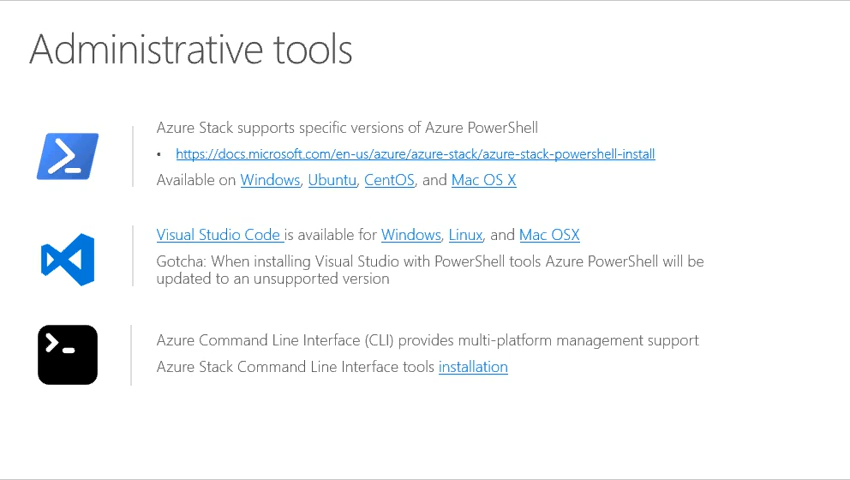 Administrative tools
Azure Stack supports specific versions of Azure PowerShell
• https://docs.microsoft.com/en-us/azure/azure-stack/azure-stack-powershell-install
Available on Windows, Ubuntu, CentOS, and Mac OS X
Visual Studio Code is available for Windows, Linux, and Mac OSX
Gotcha: When installing Visual Studio with PowerShell tools Azure PowerShell will be
updated to an unsupported version
Azure Command Line Interface (CLI) provides multi-platform management support
Azure Stack Command Line Interface tools installation